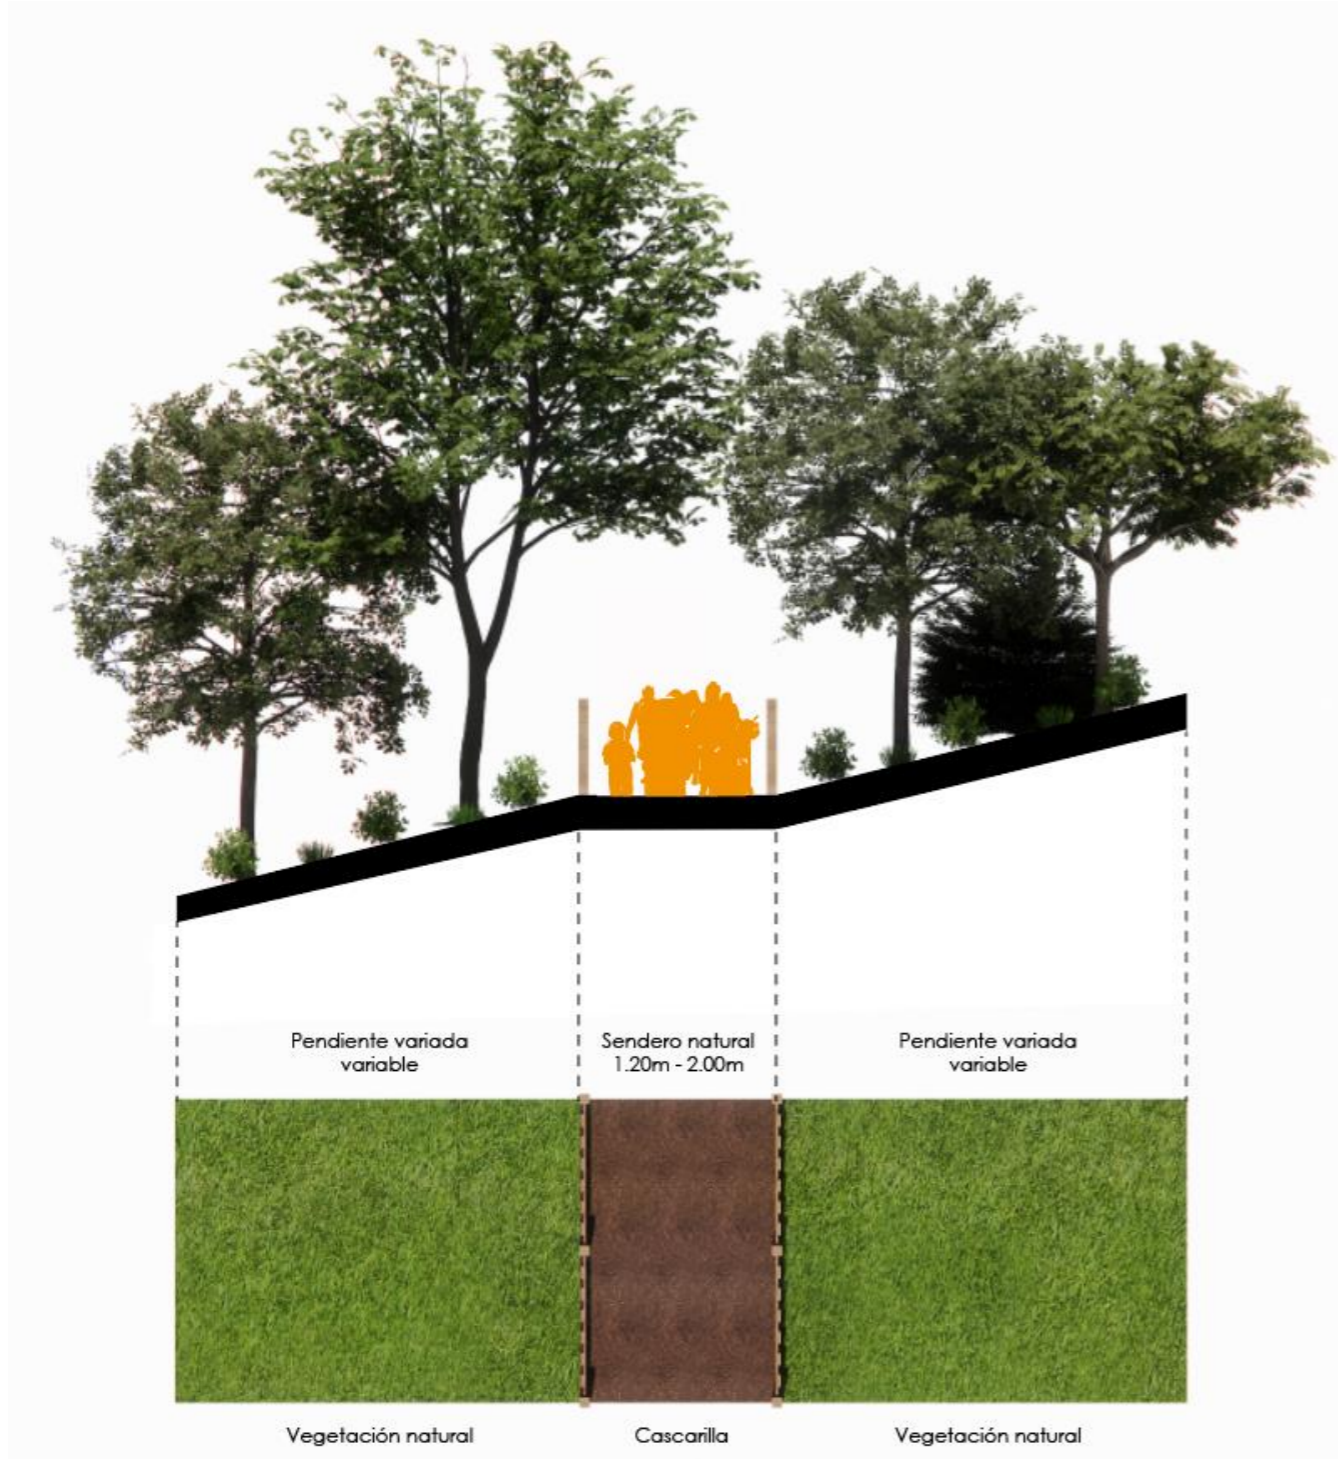 Pendiente variada
variable
Sendero natural
1.20m - 2.00m
Pendiente variada
variable
Vegetación natural
Cascarilla
Vegetación natural